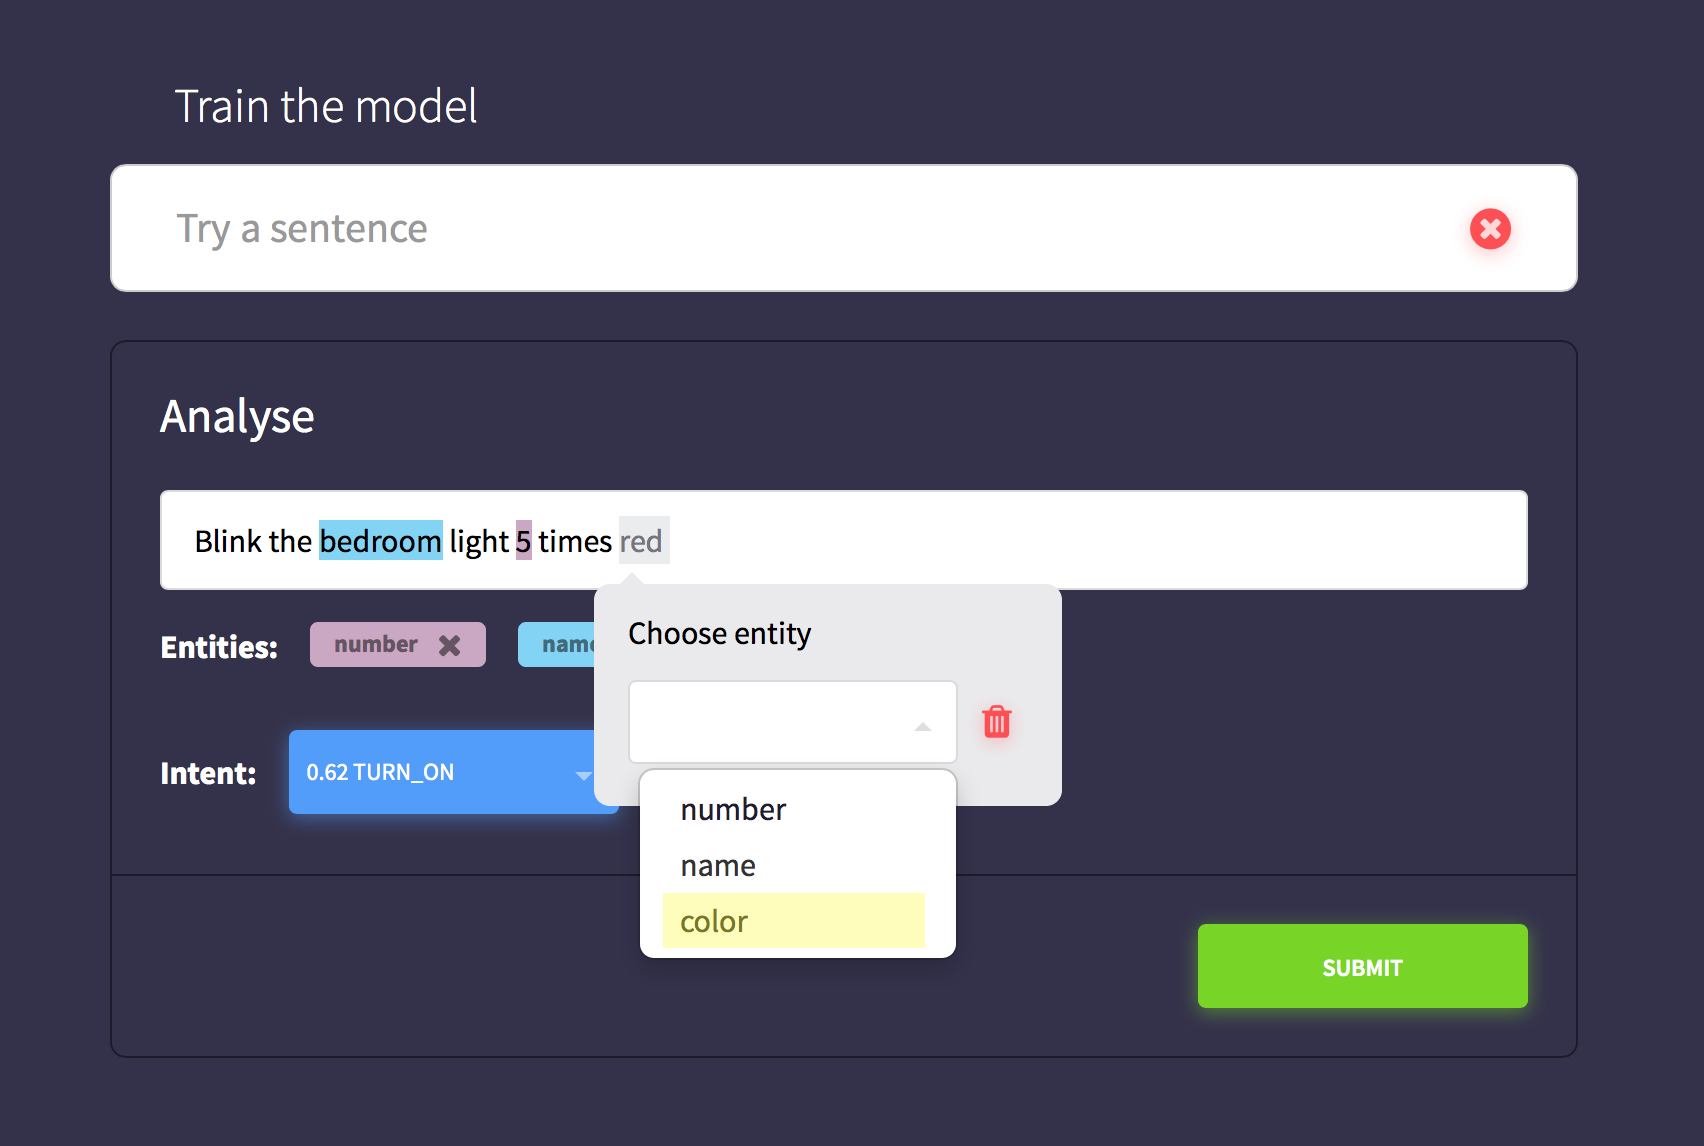 Train the model
Try a sentence
Analyse
Blink the bedroom light 5 times red
Choose entity
Entities: number name
Intent: 0.62 TURN_ON
number
name
color
SUBMIT